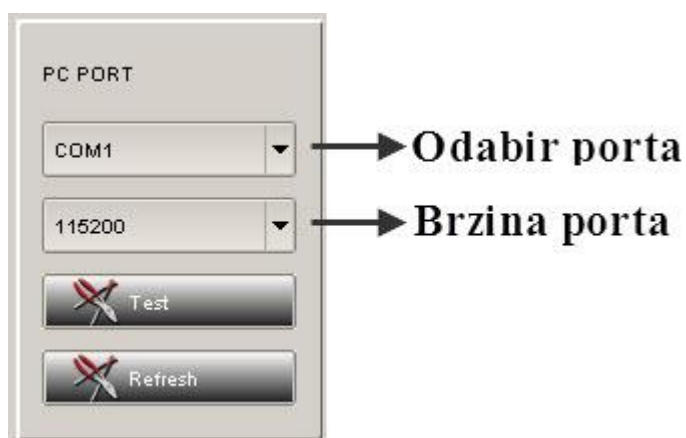 PC PORT
COM1
Odabir porta
115200
Brzina porta
Test
Refresh